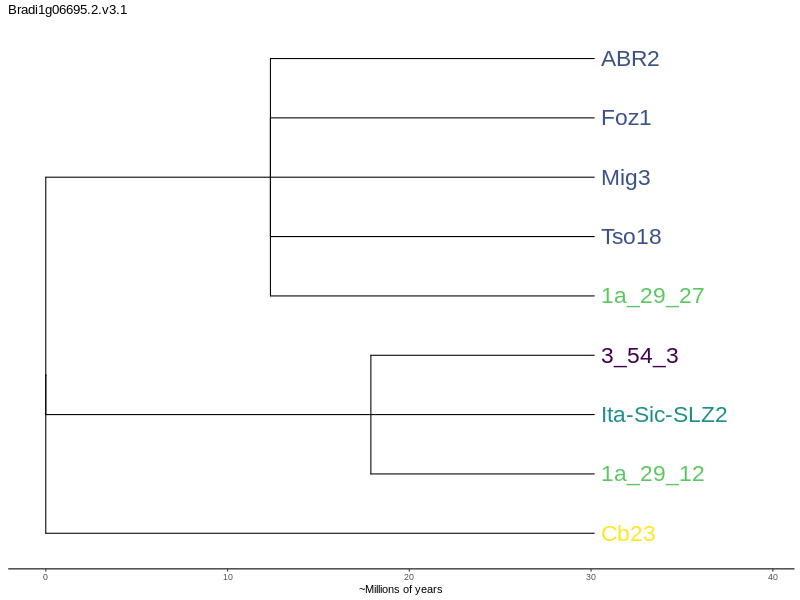 Bradi1g06695.2.v3.1
ABR2
Foz1
Mig3
Tso18
1a_29_27
3_54_3
Ita-Sic-SLZ2
1a_29_12
Cb23
0 10 20 30 40
~Millions of years